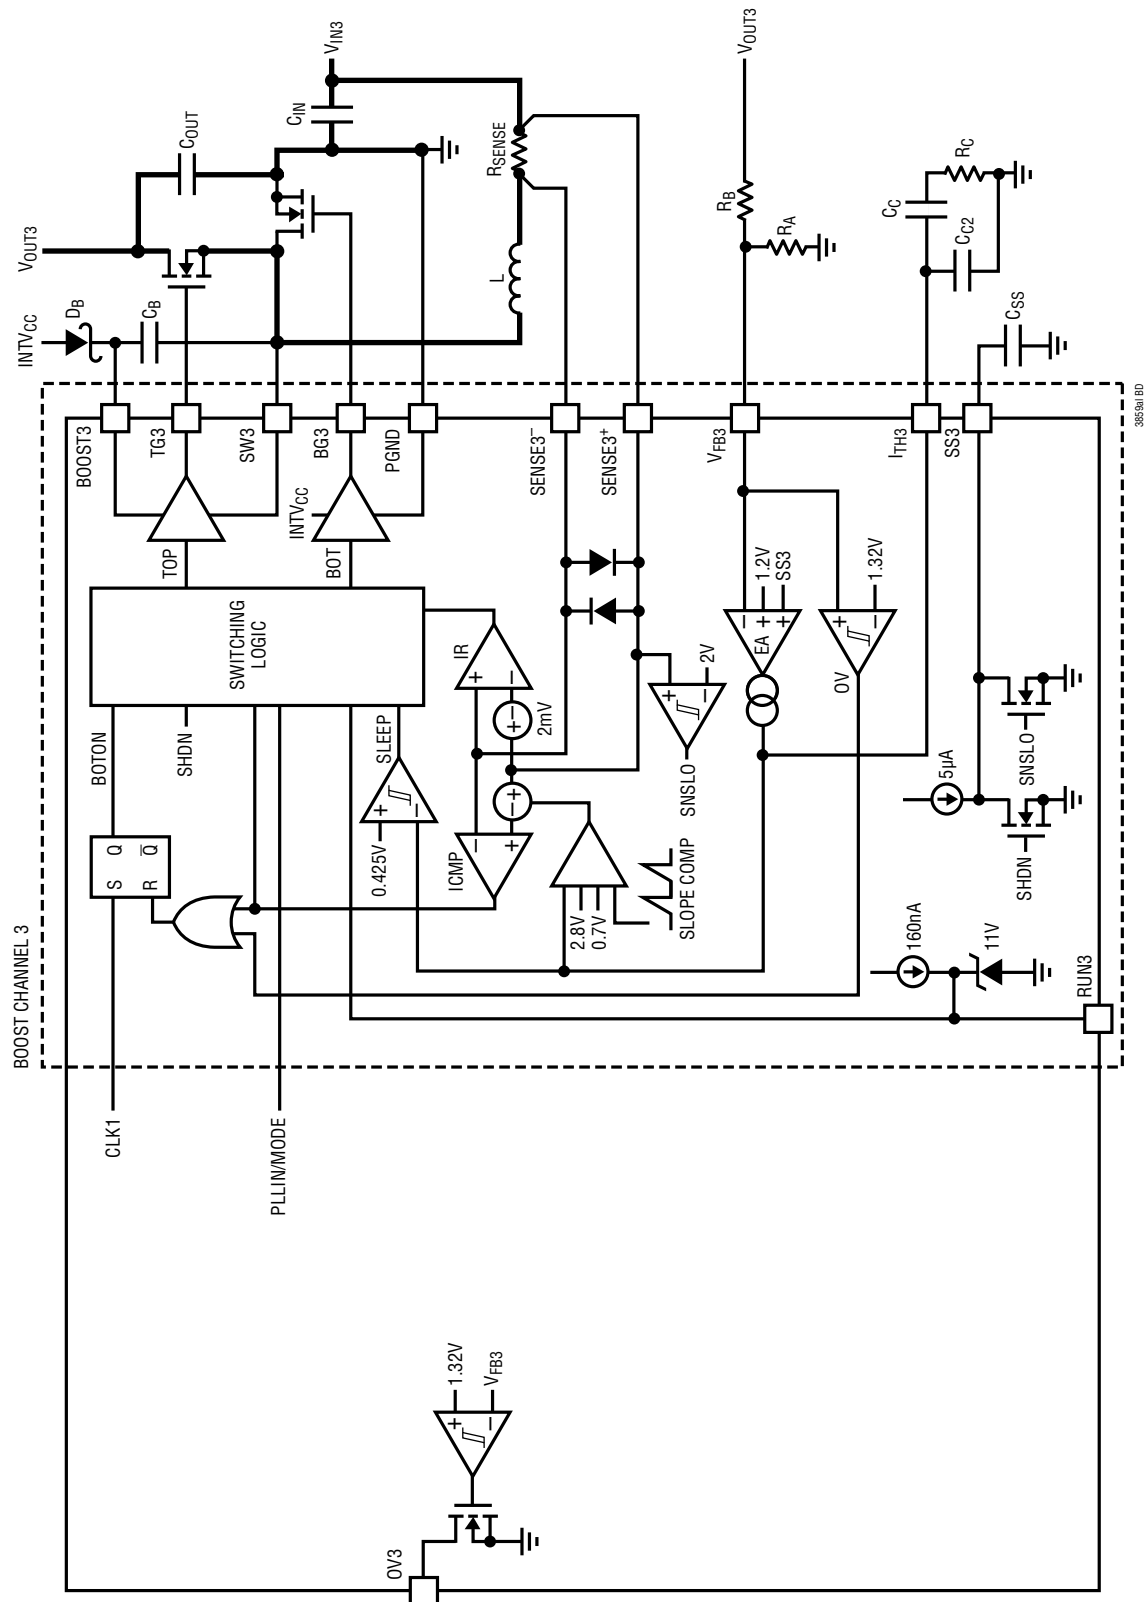 INTVCC
VOUT3
DB
CB
COUT
CIN
VIN3
RSENSE
L
VOUT3
RB
RA
CC
RC
CC2
CSS
BOOST CHANNEL 3
BOOST3
TG3
SW3
BG3
PGND
SENSE3–
SENSE3+
VFB3
ITH3
SS3
INTVCC
TOP
BOT
SWITCHING
LOGIC
BOTON
SHDN
SLEEP
S Q
R Q̅
0.425V
+
–
IR
+
–
+
–
2mV
+
–
ICMP
–
+
2.8V
0.7V
SLOPE COMP
SNSLO
+
–
2V
EA
–
+
+
1.2V
SS3
OV
+
–
1.32V
5µA
SNSLO
SHDN
160nA
11V
RUN3
CLK1
PLLIN/MODE
1.32V
VFB3
+
–
OV3
3859al BD